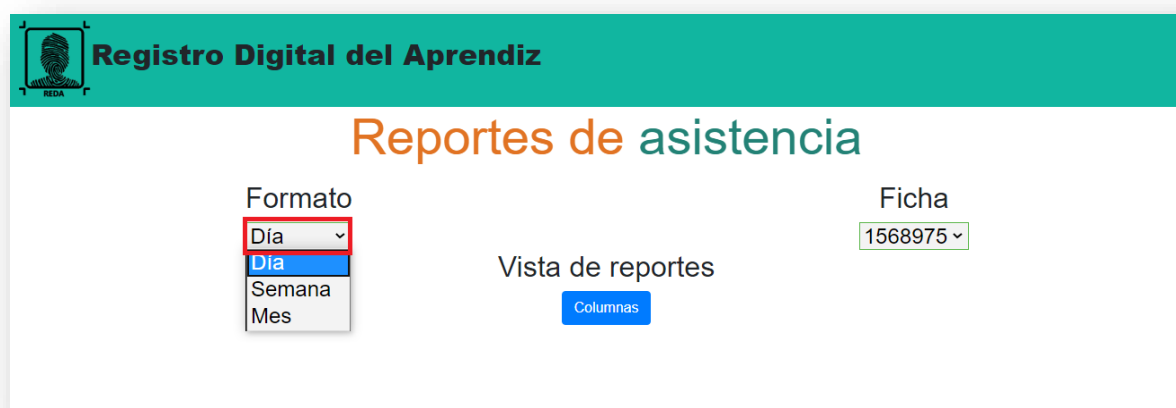 Registro Digital del Aprendiz
REDA
Reportes de asistencia
Formato
Ficha
Día
1568975
Día
Semana
Mes
Vista de reportes
Columnas